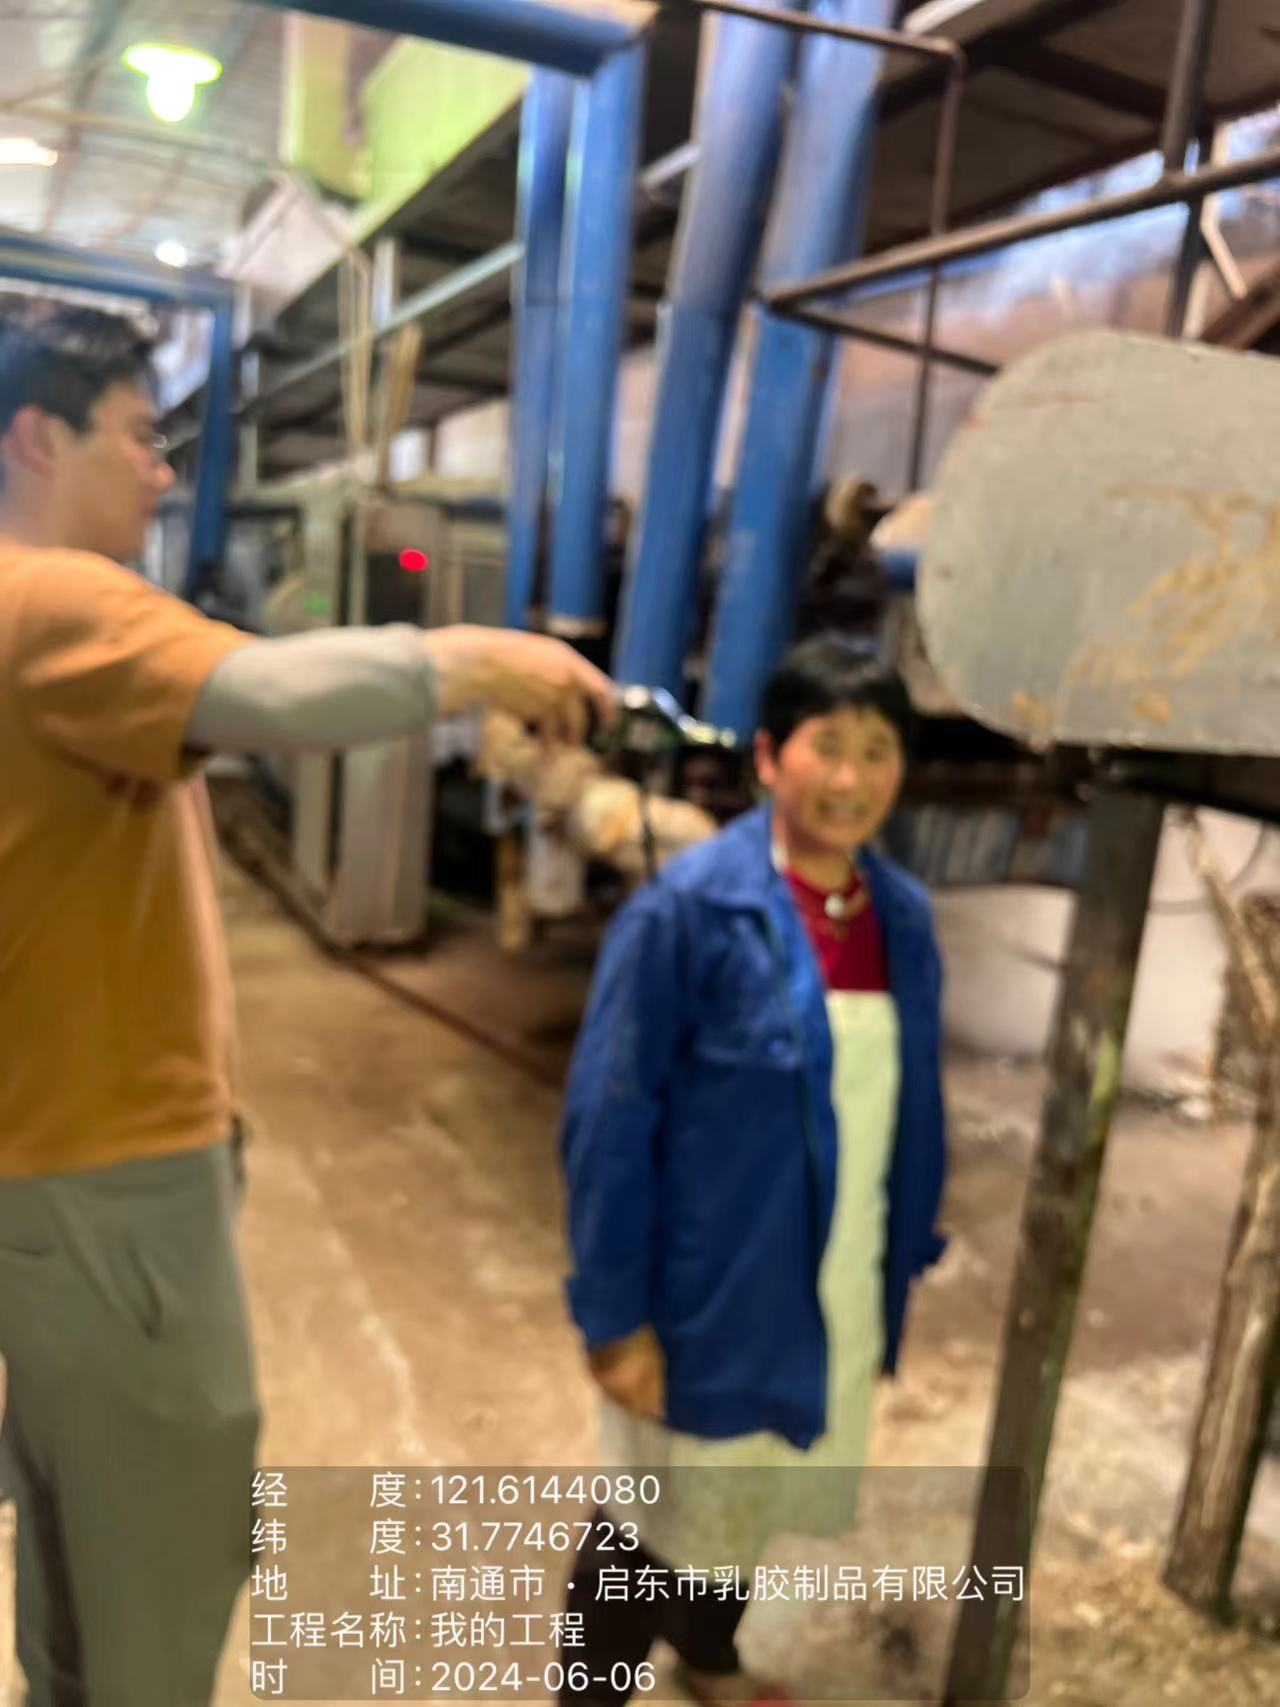 经度:121.6144080
纬度:31.7746723
地址:南通市·启东市乳胶制品有限公司
工程名称:我的工程
时间:2024-06-06